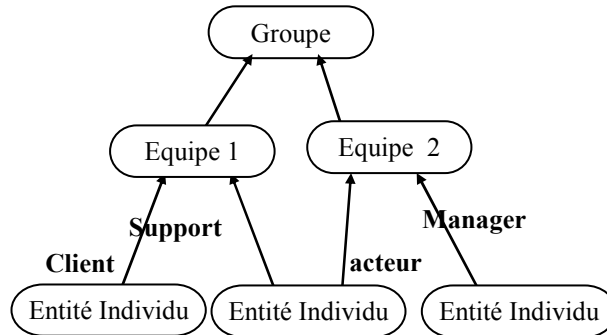 Groupe
Equipe 1
Equipe 2
Support
Manager
Client
acteur
Entité Individu
Entité Individu
Entité Individu